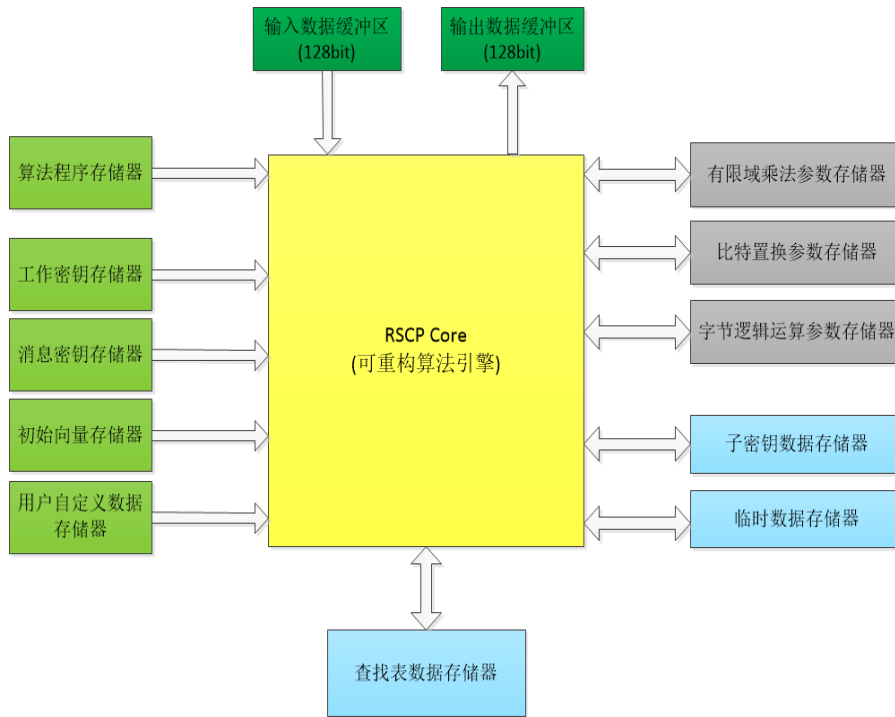 输入数据缓冲区
(128bit)
输出数据缓冲区
(128bit)
算法程序存储器
工作密钥存储器
消息密钥存储器
初始向量存储器
用户自定义数据
存储器
RSCP Core
(可重构算法引擎)
有限域乘法参数存储器
比特置换参数存储器
字节逻辑运算参数存储器
子密钥数据存储器
临时数据存储器
查找表数据存储器